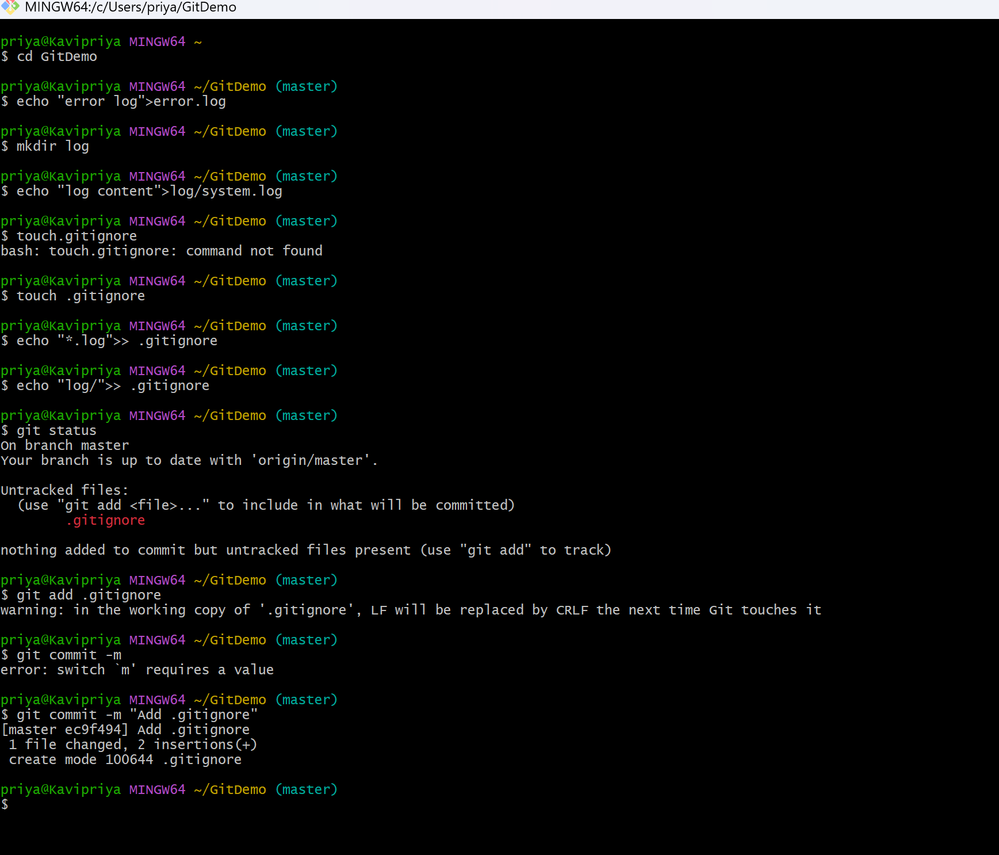 MINGW64:/c/Users/priya/GitDemo
priya@Kavipriya MINGW64 ~
$ cd GitDemo
priya@Kavipriya MINGW64 ~/GitDemo (master)
$ echo "error log">error.log
priya@Kavipriya MINGW64 ~/GitDemo (master)
$ mkdir log
priya@Kavipriya MINGW64 ~/GitDemo (master)
$ echo "log content">log/system.log
priya@Kavipriya MINGW64 ~/GitDemo (master)
$ touch.gitignore
bash: touch.gitignore: command not found
priya@Kavipriya MINGW64 ~/GitDemo (master)
$ touch .gitignore
priya@Kavipriya MINGW64 ~/GitDemo (master)
$ echo "*.log">> .gitignore
priya@Kavipriya MINGW64 ~/GitDemo (master)
$ echo "log/">> .gitignore
priya@Kavipriya MINGW64 ~/GitDemo (master)
$ git status
On branch master
Your branch is up to date with 'origin/master'.
Untracked files:
  (use "git add <file>..." to include in what will be committed)
        .gitignore
nothing added to commit but untracked files present (use "git add" to track)
priya@Kavipriya MINGW64 ~/GitDemo (master)
$ git add .gitignore
warning: in the working copy of '.gitignore', LF will be replaced by CRLF the next time Git touches it
priya@Kavipriya MINGW64 ~/GitDemo (master)
$ git commit -m
error: switch `m' requires a value
priya@Kavipriya MINGW64 ~/GitDemo (master)
$ git commit -m "Add .gitignore"
[master ec9f494] Add .gitignore
 1 file changed, 2 insertions(+)
 create mode 100644 .gitignore
priya@Kavipriya MINGW64 ~/GitDemo (master)
$